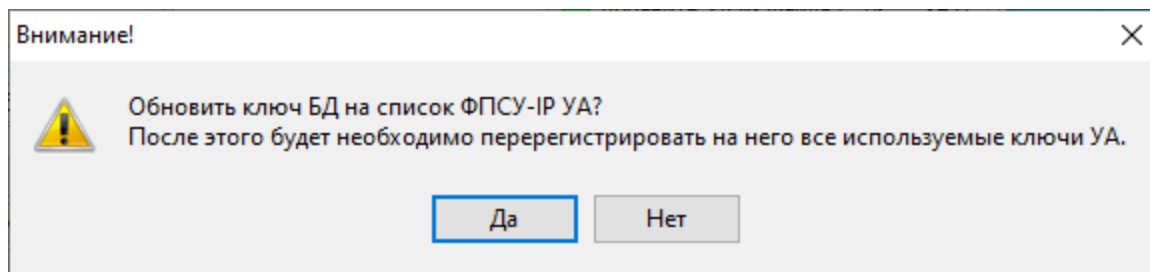 Внимание!
Обновить ключ БД на список ФПСУ-IP УА?
После этого будет необходимо перерегистрировать на него все используемые ключи УА.
Да
Нет